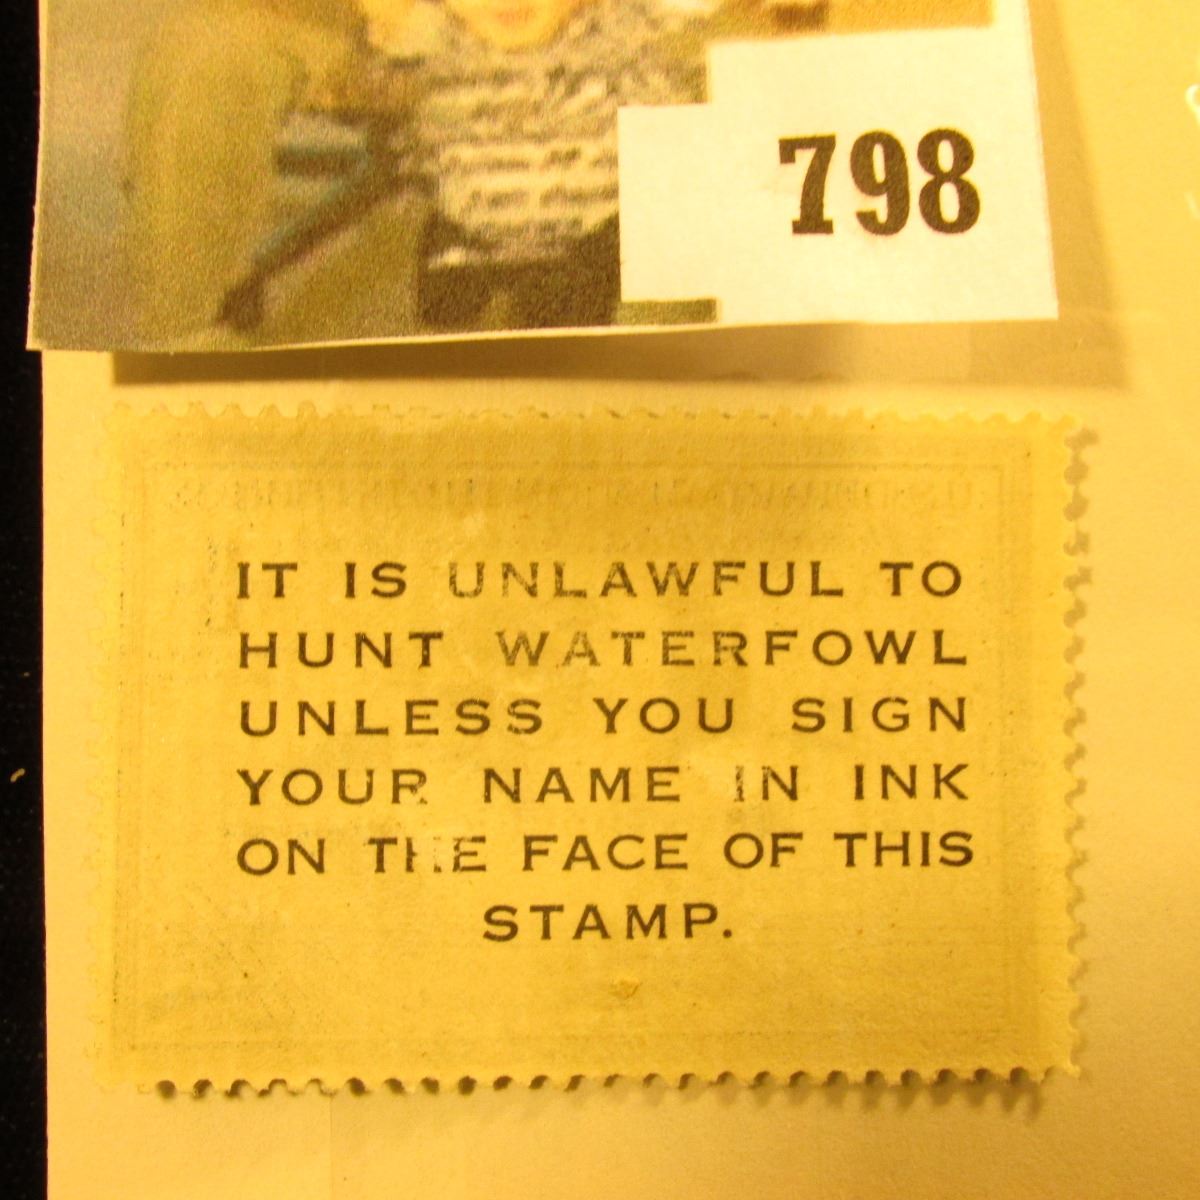 798
IT IS UNLAWFUL TO
HUNT WATERFOWL
UNLESS YOU SIGN
YOUR NAME IN INK
ON THE FACE OF THIS
STAMP.